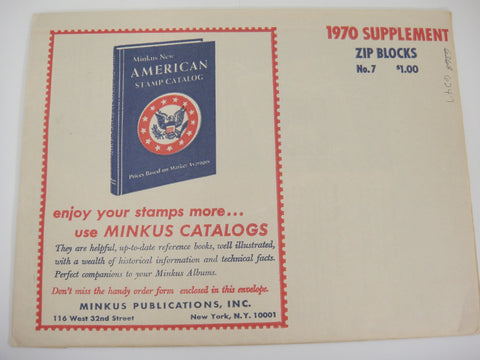 1970 SUPPLEMENT
ZIP BLOCKS
No. 7 $1.00
Minkus New
AMERICAN
STAMP CATALOG
Prices Based on Market Averages
enjoy your stamps more...
use MINKUS CATALOGS
They are helpful, up-to-date reference books, well illustrated,
with a wealth of historical information and technical facts.
Perfect companions to your Minkus Albums.
Don't miss the handy order form enclosed in this envelope.
MINKUS PUBLICATIONS, INC.
116 West 32nd Street New York, N.Y. 10001